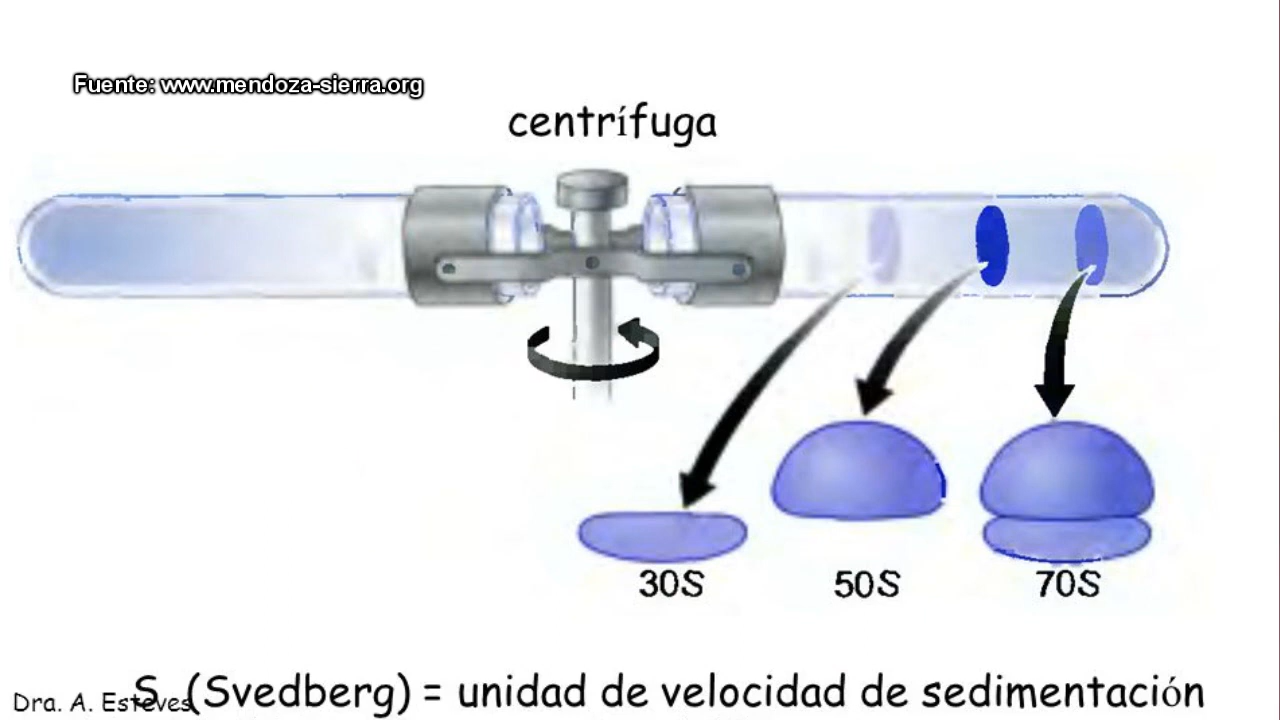 Fuente: www.mendoza-sierra.org
centrífuga
30S
50S
70S
S (Svedberg) = unidad de velocidad de sedimentación
Dra. A. Esteves